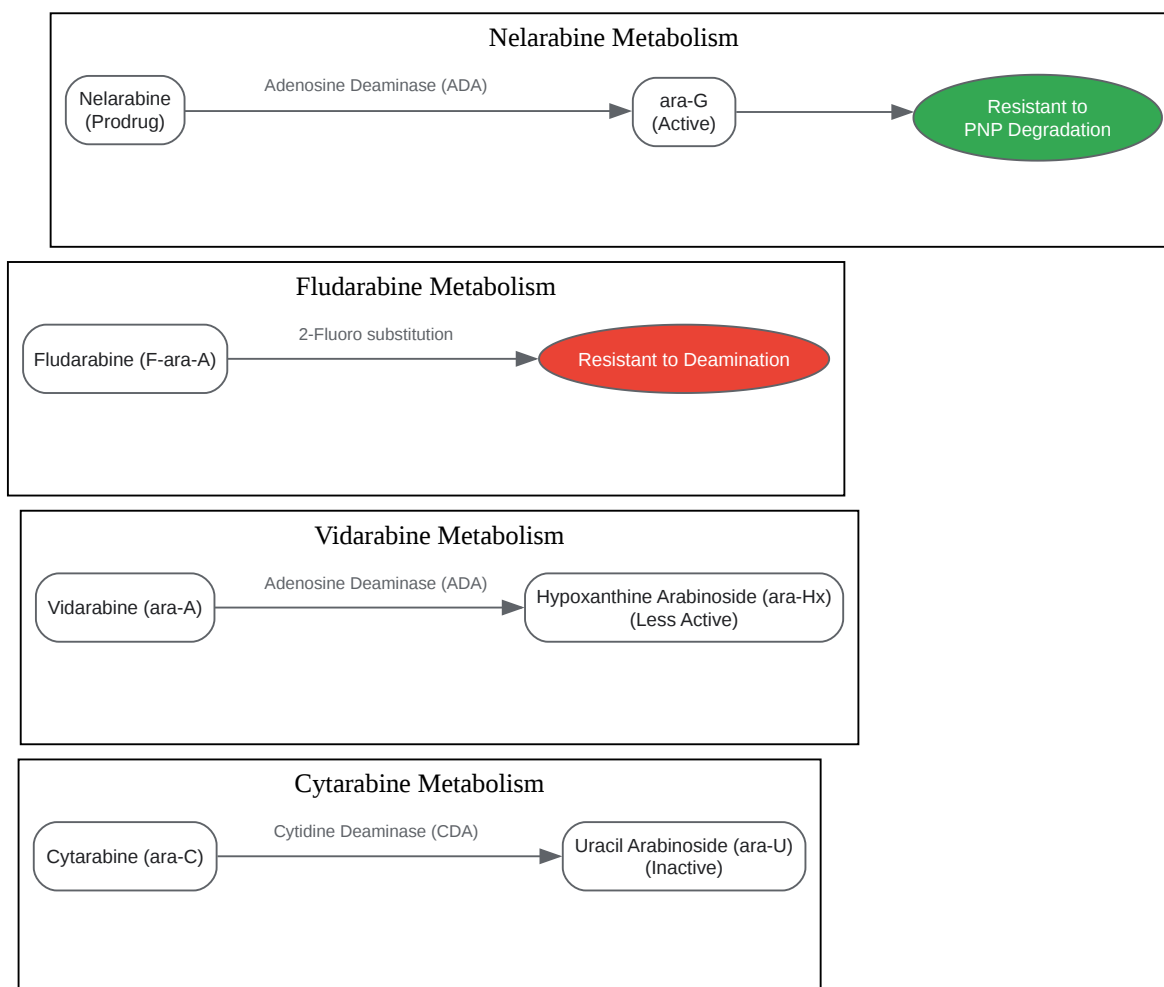 Nelarabine Metabolism
Nelarabine
(Prodrug)
Adenosine Deaminase (ADA)
ara-G
(Active)
Resistant to
PNP Degradation
Fludarabine Metabolism
Fludarabine (F-ara-A)
2-Fluoro substitution
Resistant to Deamination
Vidarabine Metabolism
Vidarabine (ara-A)
Adenosine Deaminase (ADA)
Hypoxanthine Arabinoside (ara-Hx)
(Less Active)
Cytarabine Metabolism
Cytarabine (ara-C)
Cytidine Deaminase (CDA)
Uracil Arabinoside (ara-U)
(Inactive)